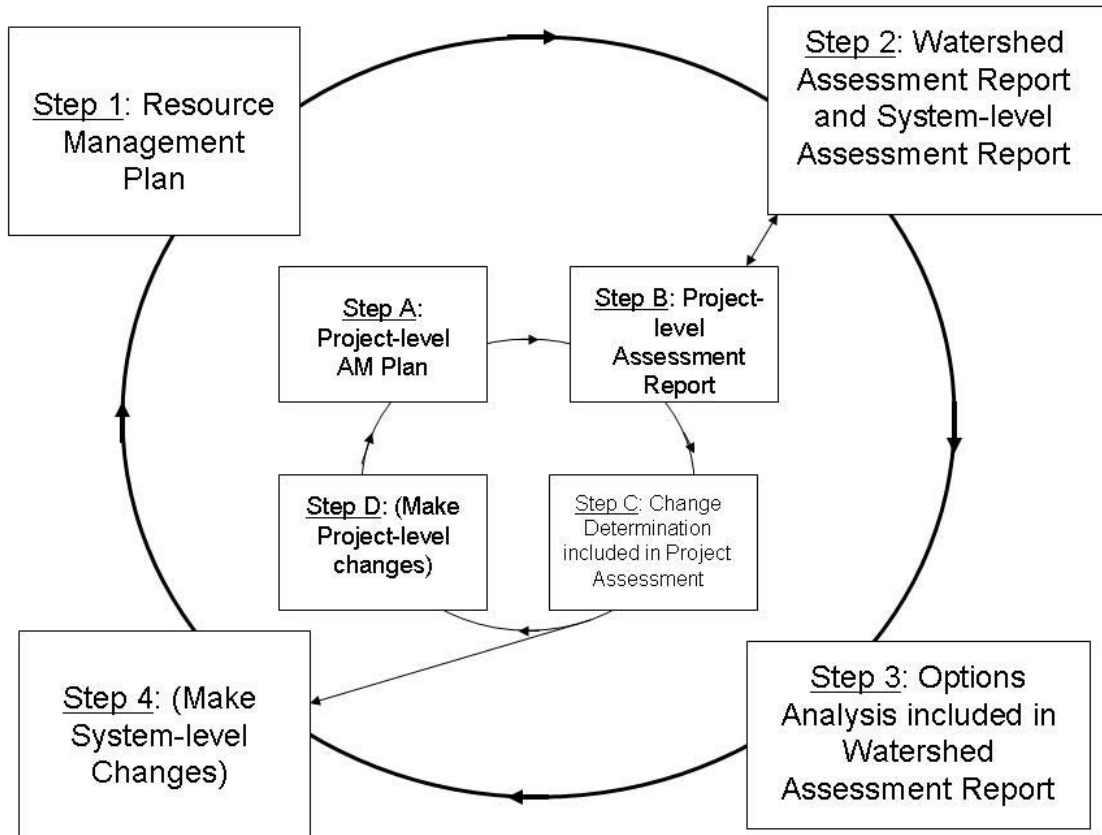 Step 1: Resource
Management
Plan
Step 2: Watershed
Assessment Report
and System-level
Assessment Report
Step A:
Project-level
AM Plan
Step B: Project-
level
Assessment
Report
Step D: (Make
Project-level
changes)
Step C: Change
Determination
included in Project
Assessment
Step 4: (Make
System-level
Changes)
Step 3: Options
Analysis included in
Watershed
Assessment Report